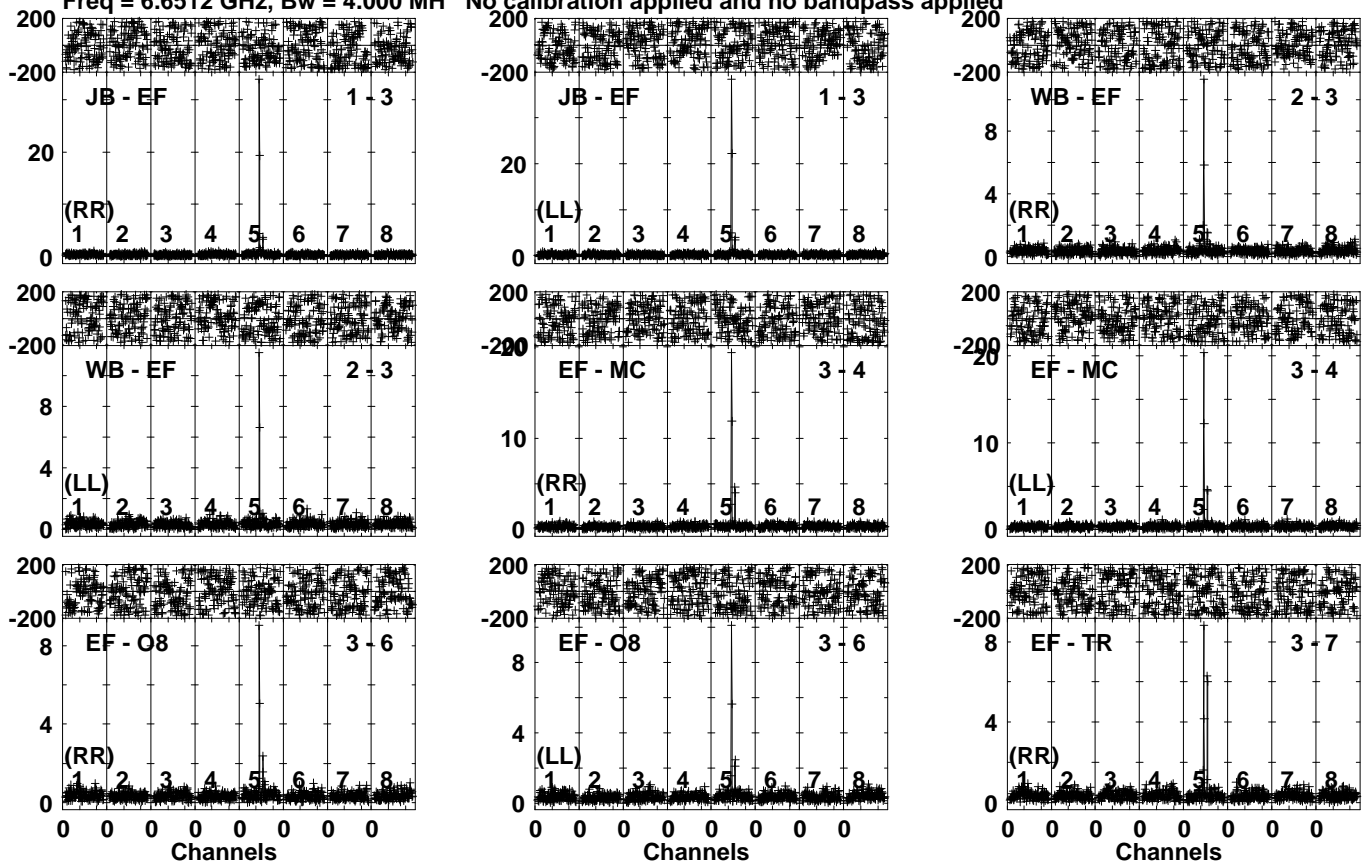 Freq = 6.6512 GHz, Bw = 4.000 MH No calibration applied and no bandpass applied
200 200 200
-200 -200 -200
JB - EF 1 - 3 JB - EF 1 - 3 WB - EF 2 - 3
8
20 20
4
(RR) (LL) (RR)
1 2 3 4 5 6 7 8 1 2 3 4 5 6 7 8 1 2 3 4 5 6 7 8
0 0 0
200 200 200
-200 -200 -200
20 20
WB - EF 2 - 3 EF - MC 3 - 4 EF - MC 3 - 4
8 10 10
4
(LL) (RR) (LL)
1 2 3 4 5 6 7 8 1 2 3 4 5 6 7 8 1 2 3 4 5 6 7 8
0 0 0
200 200 200
-200 -200 -200
EF - O8 3 - 6 EF - O8 3 - 6 EF - TR 3 - 7
8 8 8
4 4 4
(RR) (LL) (RR)
1 2 3 4 5 6 7 8 1 2 3 4 5 6 7 8 1 2 3 4 5 6 7 8
0 0 0
0 0 0 0 0 0 0 0 0 0 0 0 0 0 0 0 0 0 0 0 0 0 0 0
Channels Channels Channels